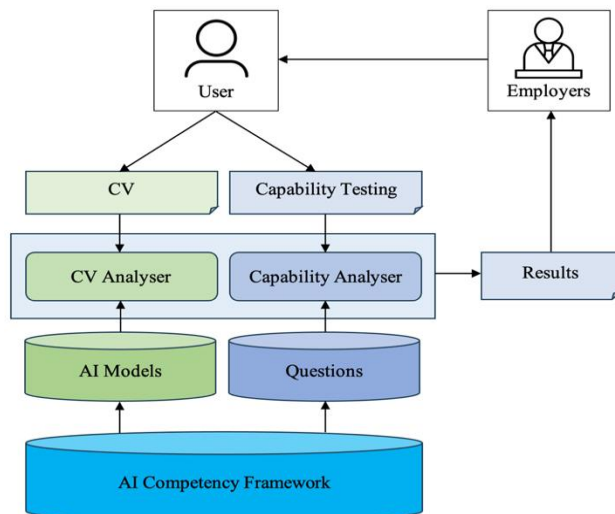 User
Employers
CV
Capability Testing
CV Analyser
Capability Analyser
Results
AI Models
Questions
AI Competency Framework